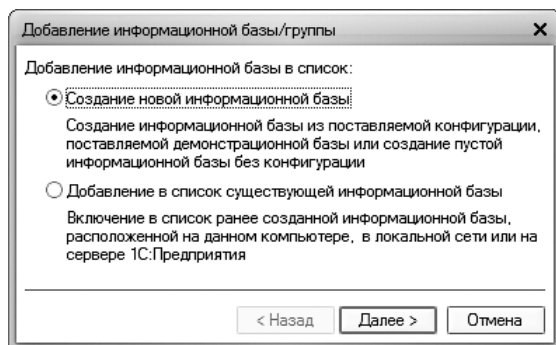 Добавление информационной базы/группы
Добавление информационной базы в список:
Создание новой информационной базы
Создание информационной базы из поставляемой конфигурации,
поставляемой демонстрационной базы или создание пустой
информационной базы без конфигурации
Добавление в список существующей информационной базы
Включение в список ранее созданной информационной базы,
расположенной на данном компьютере, в локальной сети или на
сервере 1С:Предприятия
< Назад Далее > Отмена